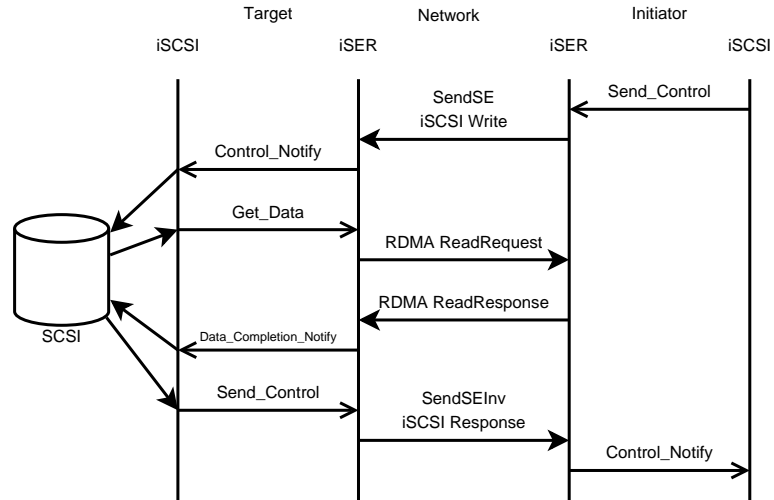 Target Network Initiator
iSCSI iSER iSER iSCSI
Send_Control
SendSE
iSCSI Write
Control_Notify
Get_Data
RDMA ReadRequest
RDMA ReadResponse
SCSI
Data_Completion_Notify
Send_Control
SendSEInv
iSCSI Response
Control_Notify